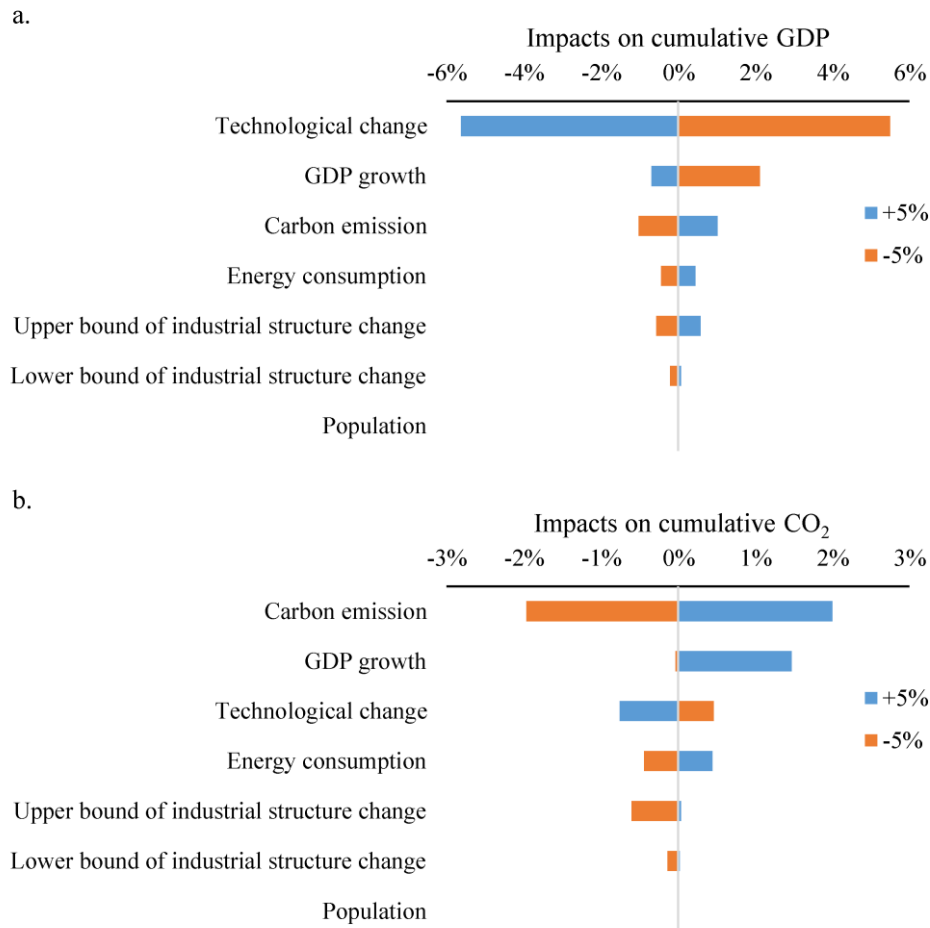 a.
Impacts on cumulative GDP
-6% -4% -2% 0% 2% 4% 6%
Technological change
GDP growth
Carbon emission
Energy consumption
Upper bound of industrial structure change
Lower bound of industrial structure change
Population
+5%
-5%
b.
Impacts on cumulative CO₂
-3% -2% -1% 0% 1% 2% 3%
Carbon emission
GDP growth
Technological change
Energy consumption
Upper bound of industrial structure change
Lower bound of industrial structure change
Population
+5%
-5%